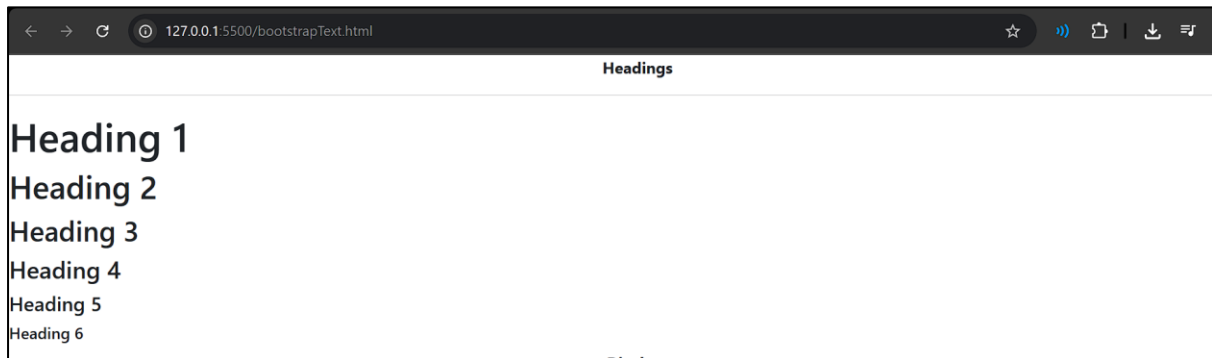 127.0.0.1:5500/bootstrapText.html
Headings
Heading 1
Heading 2
Heading 3
Heading 4
Heading 5
Heading 6